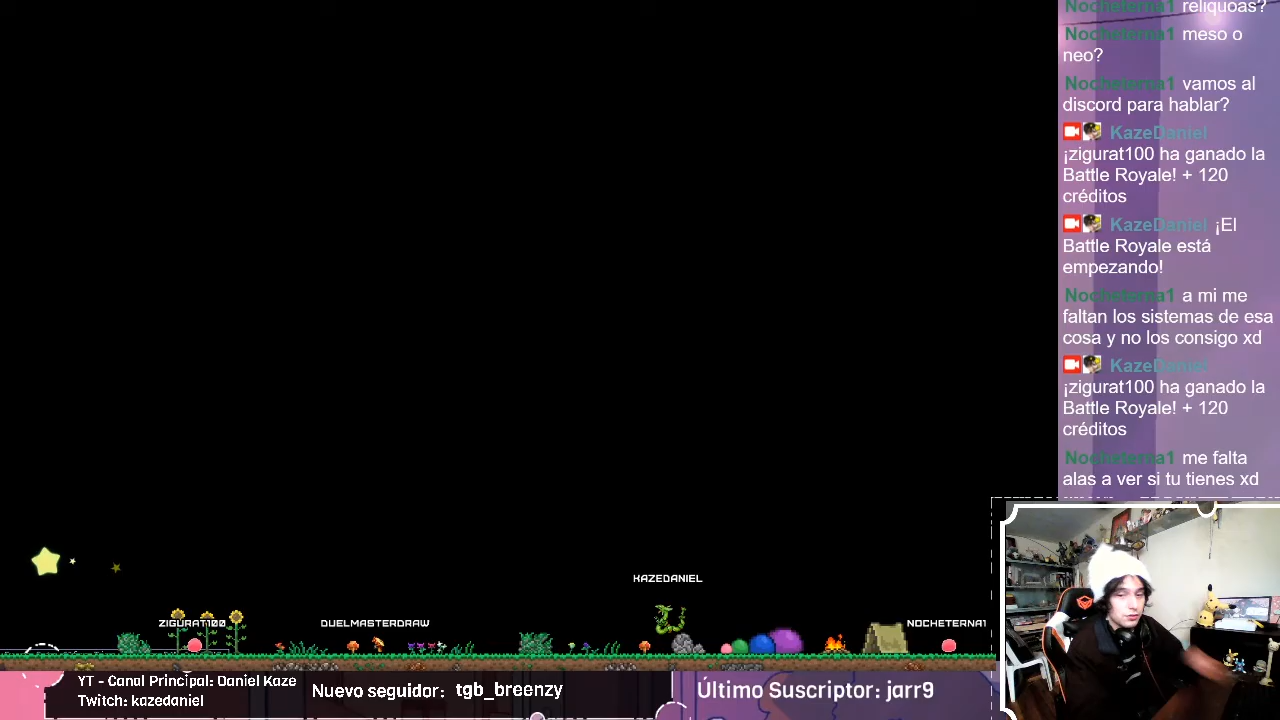 Nocheterna1 reliquoas?
Nocheterna1 meso o
neo?
Nocheterna1 vamos al
discord para hablar?
KazeDaniel
¡zigurat100 ha ganado la
Battle Royale! + 120
créditos
KazeDaniel ¡El
Battle Royale está
empezando!
Nocheterna1 a mi me
faltan los sistemas de esa
cosa y no los consigo xd
KazeDaniel
¡zigurat100 ha ganado la
Battle Royale! + 120
créditos
Nocheterna1 me falta
alas a ver si tu tienes xd
KAZEDANIEL
ZIGURAT100
DUELMASTERDRAW
NOCHETERNA1
YT - Canal Principal: Daniel Kaze
Twitch: kazedaniel
Nuevo seguidor: tgb_breenzy
Último Suscriptor: jarr9